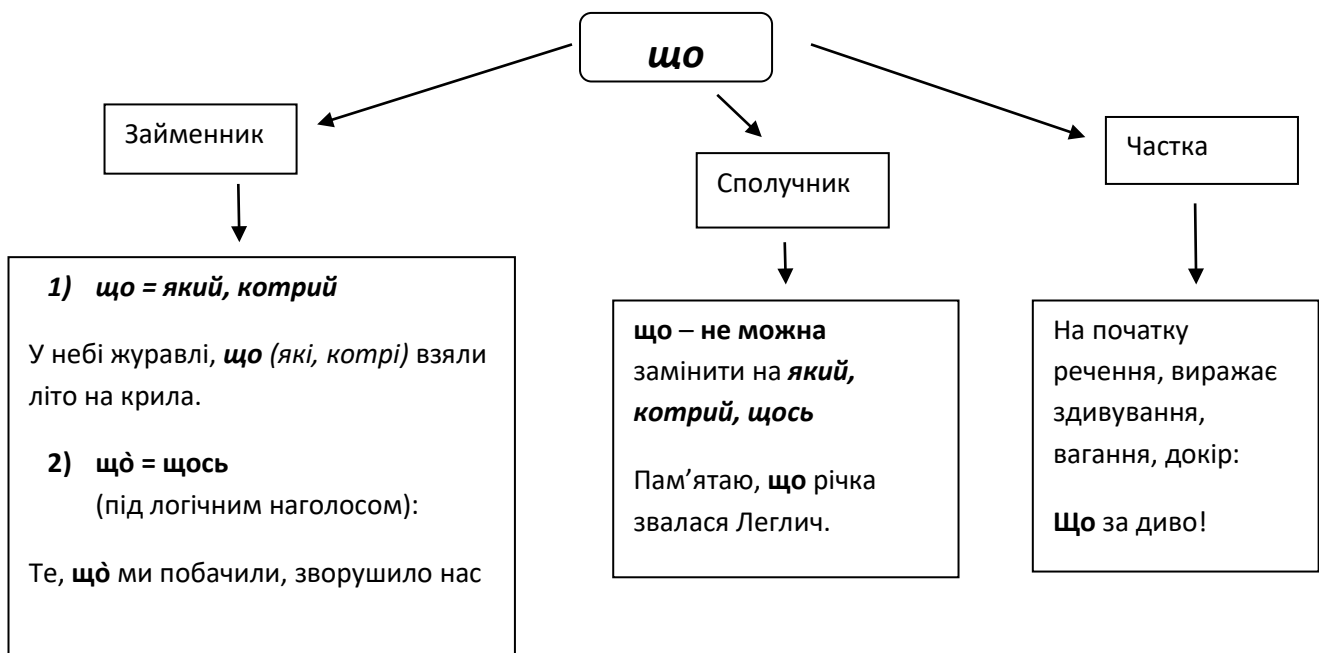 що
Займенник
Сполучник
Частка
1) що = який, котрий
У небі журавлі, що (які, котрі) взяли
літо на крила.
2) що̀ = щось
(під логічним наголосом):
Те, що̀ ми побачили, зворушило нас
що – не можна
замінити на який,
котрий, щось
Пам’ятаю, що річка
звалася Леглич.
На початку
речення, виражає
здивування,
вагання, докір:
Що за диво!